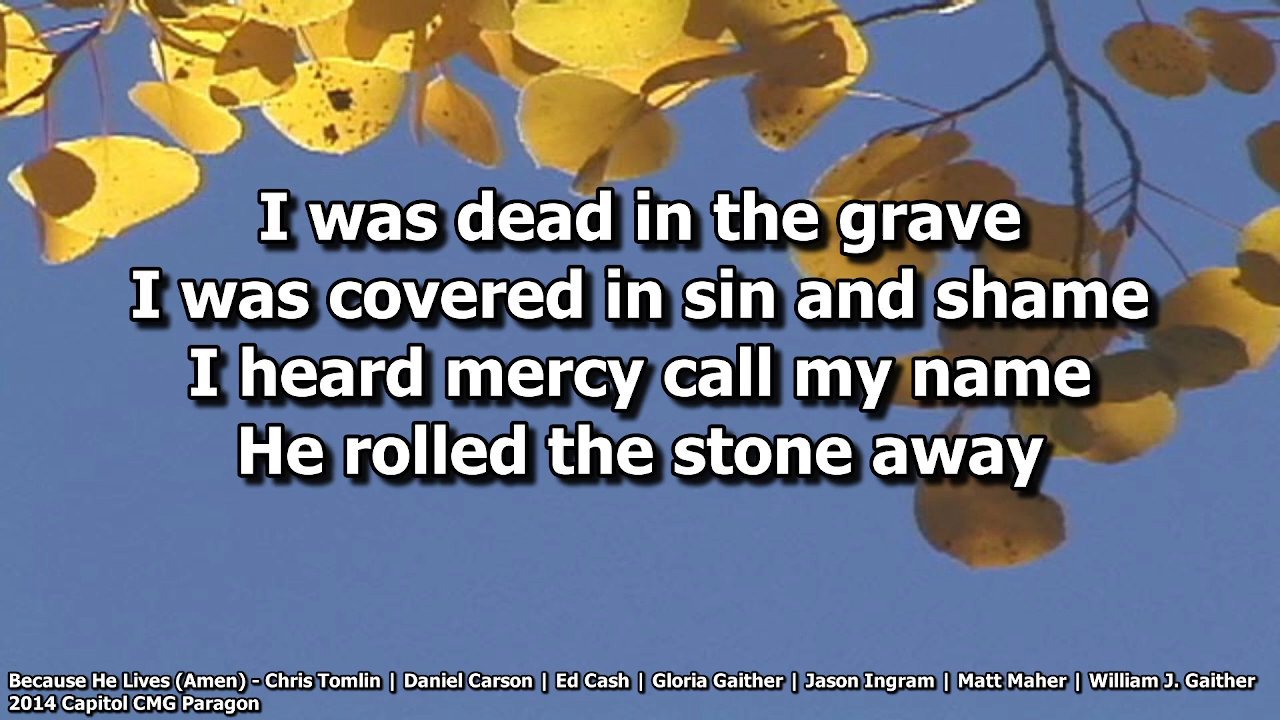 I was dead in the grave
I was covered in sin and shame
I heard mercy call my name
He rolled the stone away
Because He Lives (Amen) - Chris Tomlin | Daniel Carson | Ed Cash | Gloria Gaither | Jason Ingram | Matt Maher | William J. Gaither
2014 Capitol CMG Paragon